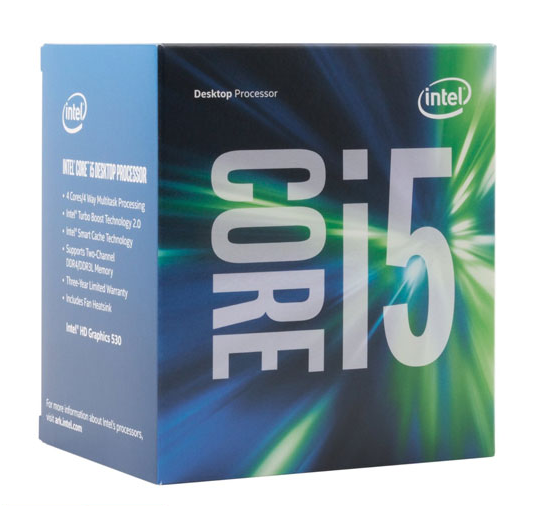 intel®
INTEL® CORE™ i5 DESKTOP PROCESSOR
• 4 Cores/4 Way Multitask Processing
• Intel® Turbo Boost Technology 2.0
• Intel® Smart Cache Technology
• Supports Two-Channel
DDR4/DDR3L Memory
• Three-Year Limited Warranty
• Includes Fan Heatsink
Intel® HD Graphics 530
For more information about Intel's processors,
visit ark.intel.com
Desktop Processor
intel®
CORE
i5